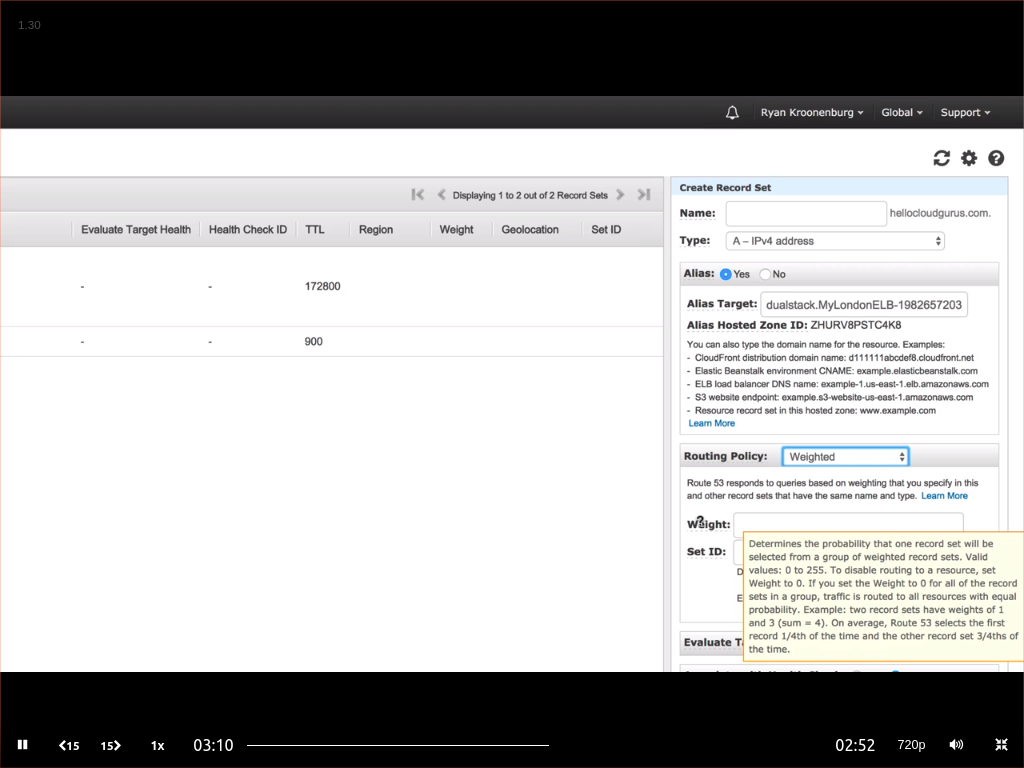 1.30
Ryan Kroonenburg Global Support
Displaying 1 to 2 out of 2 Record Sets
Evaluate Target Health Health Check ID TTL Region Weight Geolocation Set ID
- - 172800
- - 900
Create Record Set
Name: hellocloudgurus.com.
Type: A – IPv4 address
Alias: Yes No
Alias Target: dualstack.MyLondonELB-1982657203
Alias Hosted Zone ID: ZHURV8PSTC4K8
You can also type the domain name for the resource. Examples:
- CloudFront distribution domain name: d111111abcdef8.cloudfront.net
- Elastic Beanstalk environment CNAME: example.elasticbeanstalk.com
- ELB load balancer DNS name: example-1.us-east-1.elb.amazonaws.com
- S3 website endpoint: example.s3-website-us-east-1.amazonaws.com
- Resource record set in this hosted zone: www.example.com
Learn More
Routing Policy: Weighted
Route 53 responds to queries based on weighting that you specify in this
and other record sets that have the same name and type. Learn More
Weight:
Set ID:
Determines the probability that one record set will be
selected from a group of weighted record sets. Valid
values: 0 to 255. To disable routing to a resource, set
Weight to 0. If you set the Weight to 0 for all of the record
sets in a group, traffic is routed to all resources with equal
probability. Example: two record sets have weights of 1
and 3 (sum = 4). On average, Route 53 selects the first
record 1/4th of the time and the other record set 3/4ths of
the time.
Evaluate Ta
15 15 1x 03:10 02:52 720p